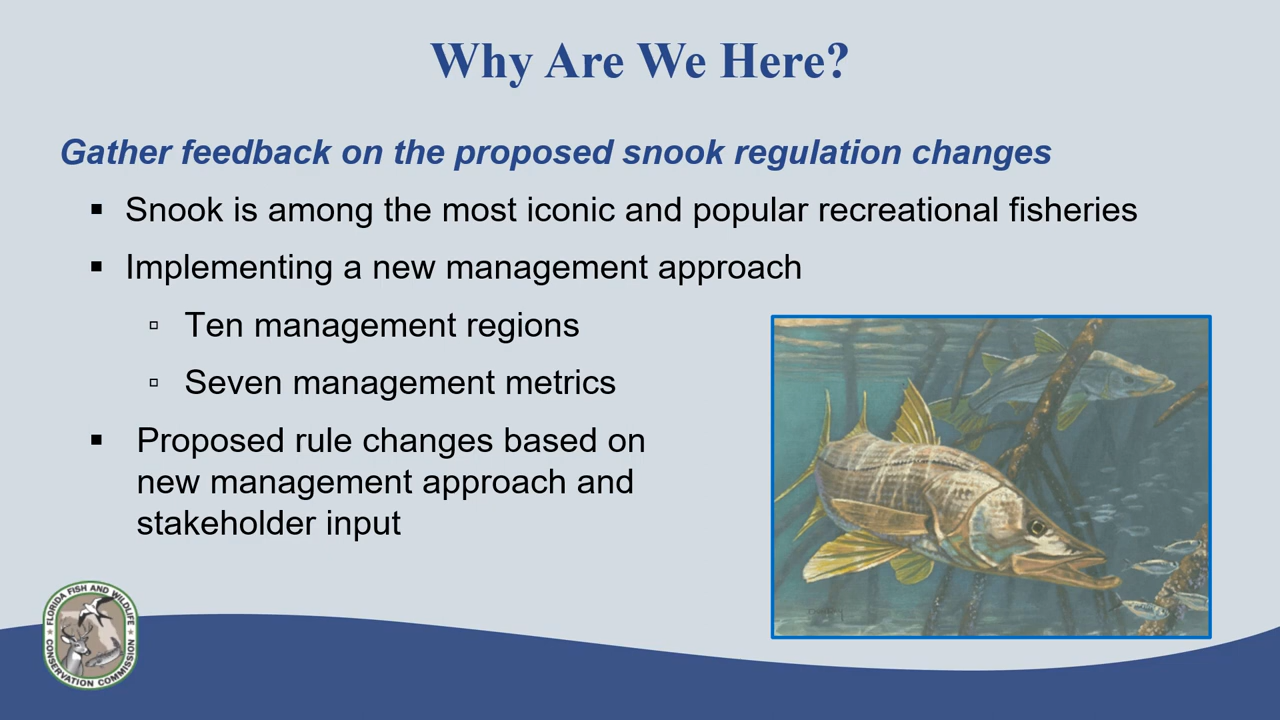 Why Are We Here?
Gather feedback on the proposed snook regulation changes
▪ Snook is among the most iconic and popular recreational fisheries
▪ Implementing a new management approach
▫ Ten management regions
▫ Seven management metrics
▪ Proposed rule changes based on
new management approach and
stakeholder input
FLORIDA FISH AND WILDLIFE
CONSERVATION COMMISSION